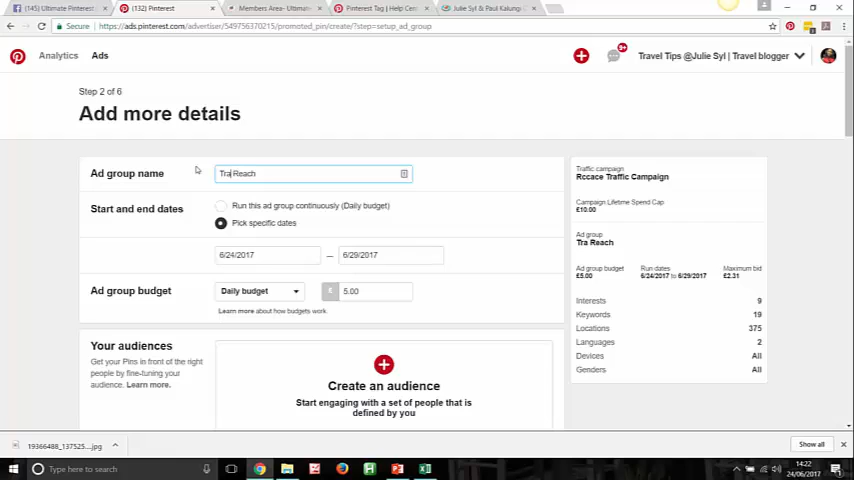 (145) Ultimate Pinterest
(132) Pinterest
Members Area- Ultimate
Pinterest Tag | Help Cen
Julie Syl & Paul Kalung
Secure
https://ads.pinterest.com/advertiser/549756370215/promoted_pin/create/?step=setup_ad_group
Analytics
Ads
9+
Travel Tips @Julie Syl | Travel blogger
Step 2 of 6
Add more details
Ad group name
Tra Reach
Start and end dates
Run this ad group continuously (Daily budget)
Pick specific dates
6/24/2017 — 6/29/2017
Ad group budget
Daily budget
£
5.00
Learn more about how budgets work.
Your audiences
Get your Pins in front of the right
people by fine-tuning your
audience. Learn more.
Create an audience
Start engaging with a set of people that is
defined by you
Traffic campaign
Rccace Traffic Campaign
Campaign Lifetime Spend Cap
£10.00
Ad group
Tra Reach
Ad group budget
£5.00
Run dates
6/24/2017 to 6/29/2017
Maximum bid
£2.31
Interests 9
Keywords 19
Locations 375
Languages 2
Devices All
Genders All
19366488_137525....jpg
Show all
Type here to search
14:22
24/06/2017